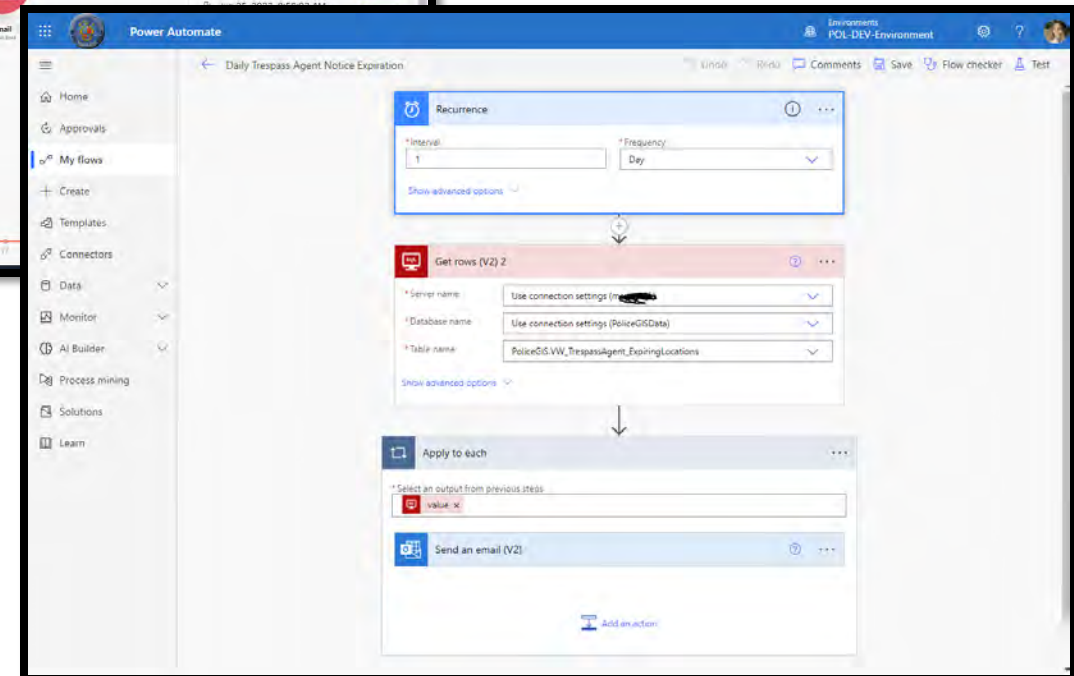 Power Automate
Environments
POL-DEV-Environment
?
Daily Trespass Agent Notice Expiration
Undo Redo Comments Save Flow checker Test
Home
Approvals
My flows
Create
Templates
Connectors
Data
Monitor
AI Builder
Process mining
Solutions
Learn
Recurrence
*Interval
*Frequency
1
Day
Show advanced options
Get rows (V2) 2
*Server name
Use connection settings (m
*Database name
Use connection settings (PoliceGISData)
*Table name
PoliceGIS.VW_TrespassAgent_ExpiringLocations
Show advanced options
Apply to each
*Select an output from previous steps
value x
Send an email (V2)
Add an action